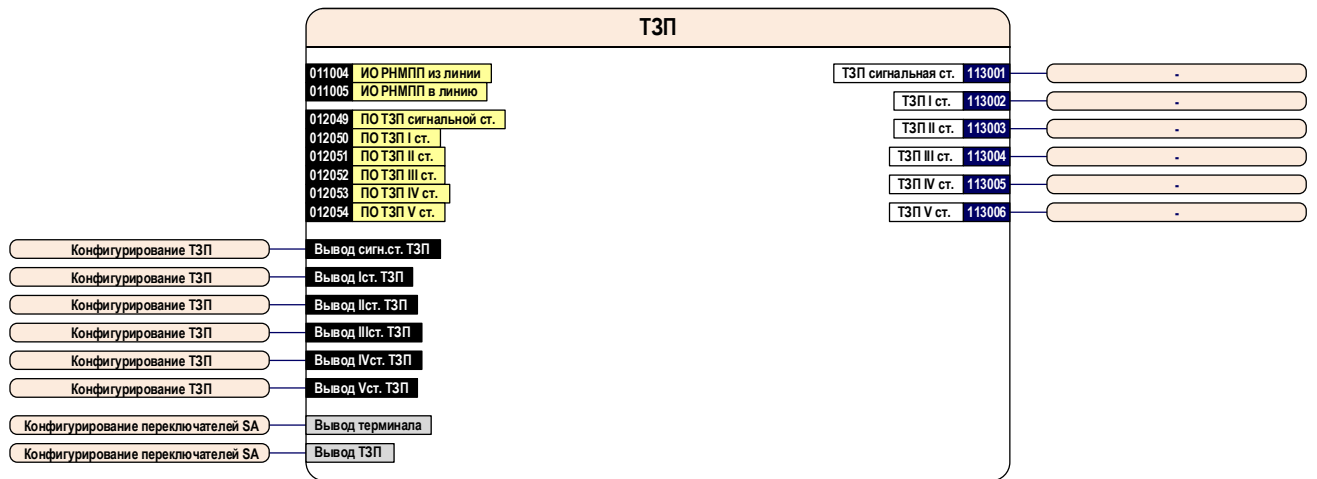 ТЗП
011004 ИО РНМПП из линии
011005 ИО РНМПП в линию
012049 ПО ТЗП сигнальной ст.
012050 ПО ТЗП I ст.
012051 ПО ТЗП II ст.
012052 ПО ТЗП III ст.
012053 ПО ТЗП IV ст.
012054 ПО ТЗП V ст.
ТЗП сигнальная ст. 113001 -
ТЗП I ст. 113002 -
ТЗП II ст. 113003 -
ТЗП III ст. 113004 -
ТЗП IV ст. 113005 -
ТЗП V ст. 113006 -
Конфигурирование ТЗП Вывод сигн.ст. ТЗП
Конфигурирование ТЗП Вывод Iст. ТЗП
Конфигурирование ТЗП Вывод IIст. ТЗП
Конфигурирование ТЗП Вывод IIIст. ТЗП
Конфигурирование ТЗП Вывод IVст. ТЗП
Конфигурирование ТЗП Вывод Vст. ТЗП
Конфигурирование переключателей SA Вывод терминала
Конфигурирование переключателей SA Вывод ТЗП